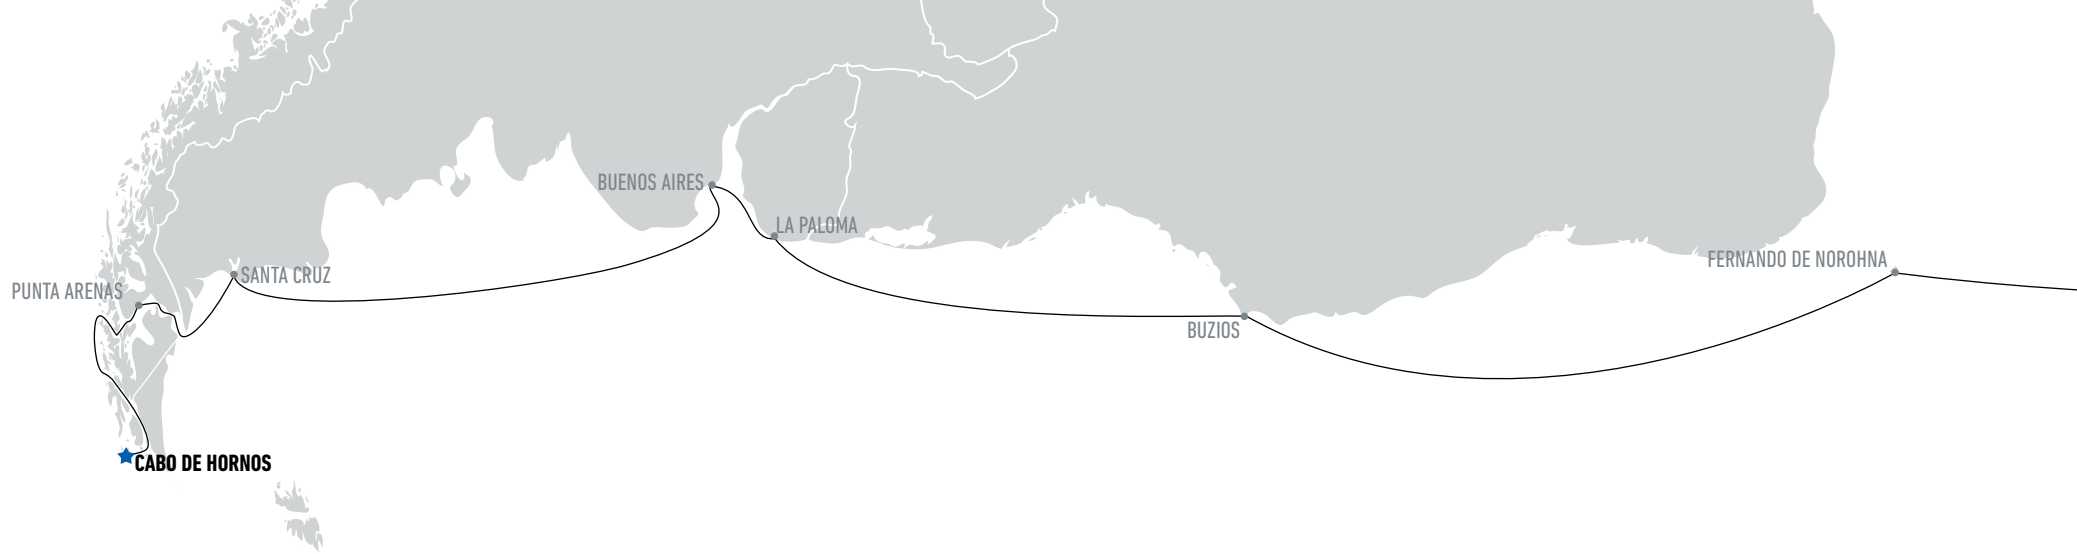 BUENOS AIRES
LA PALOMA
FERNANDO DE NOROHNA
SANTA CRUZ
PUNTA ARENAS
BUZIOS
CABO DE HORNOS